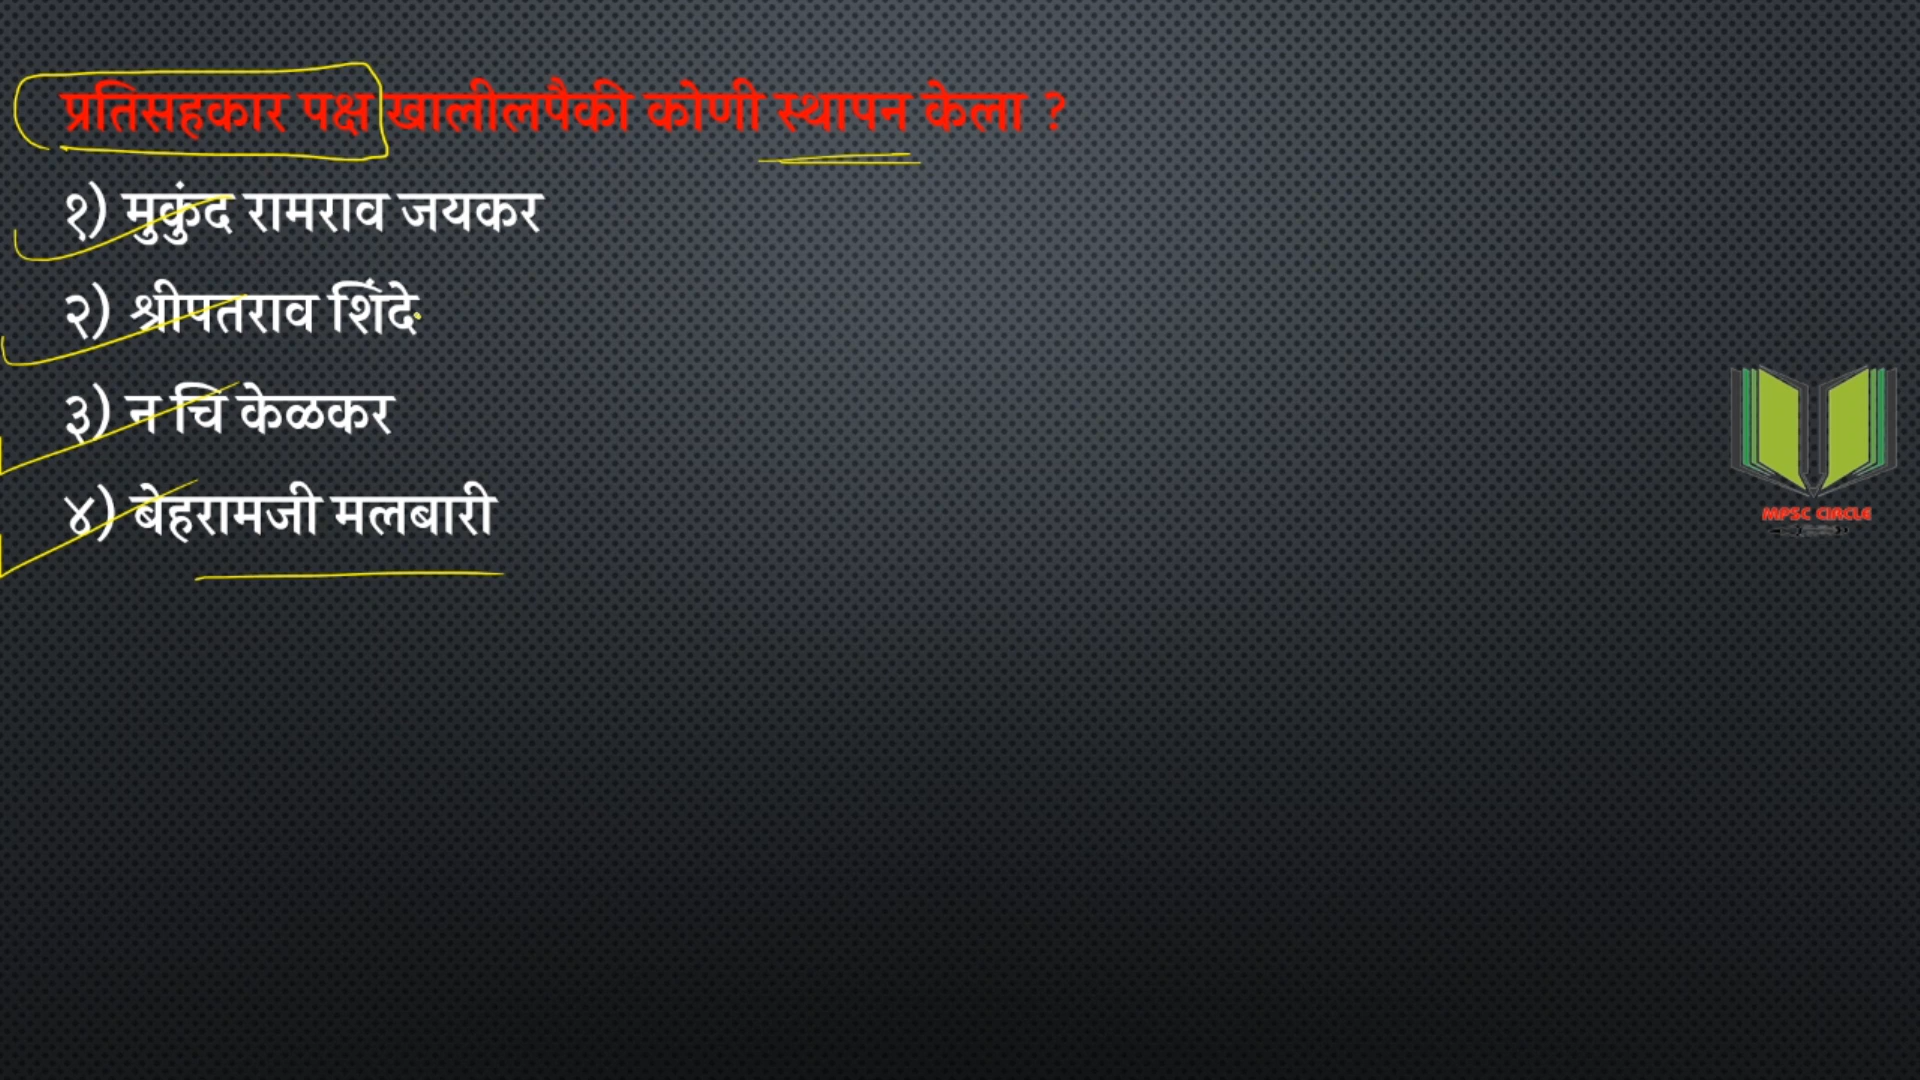 प्रतिसहकार पक्ष खालीलपैकी कोणी स्थापन केला ?
१) मुकुंद रामराव जयकर
२) श्रीपतराव शिंदे
३) न चिं केळकर
४) बेहरामजी मलबारी
MPSC CIRCLE